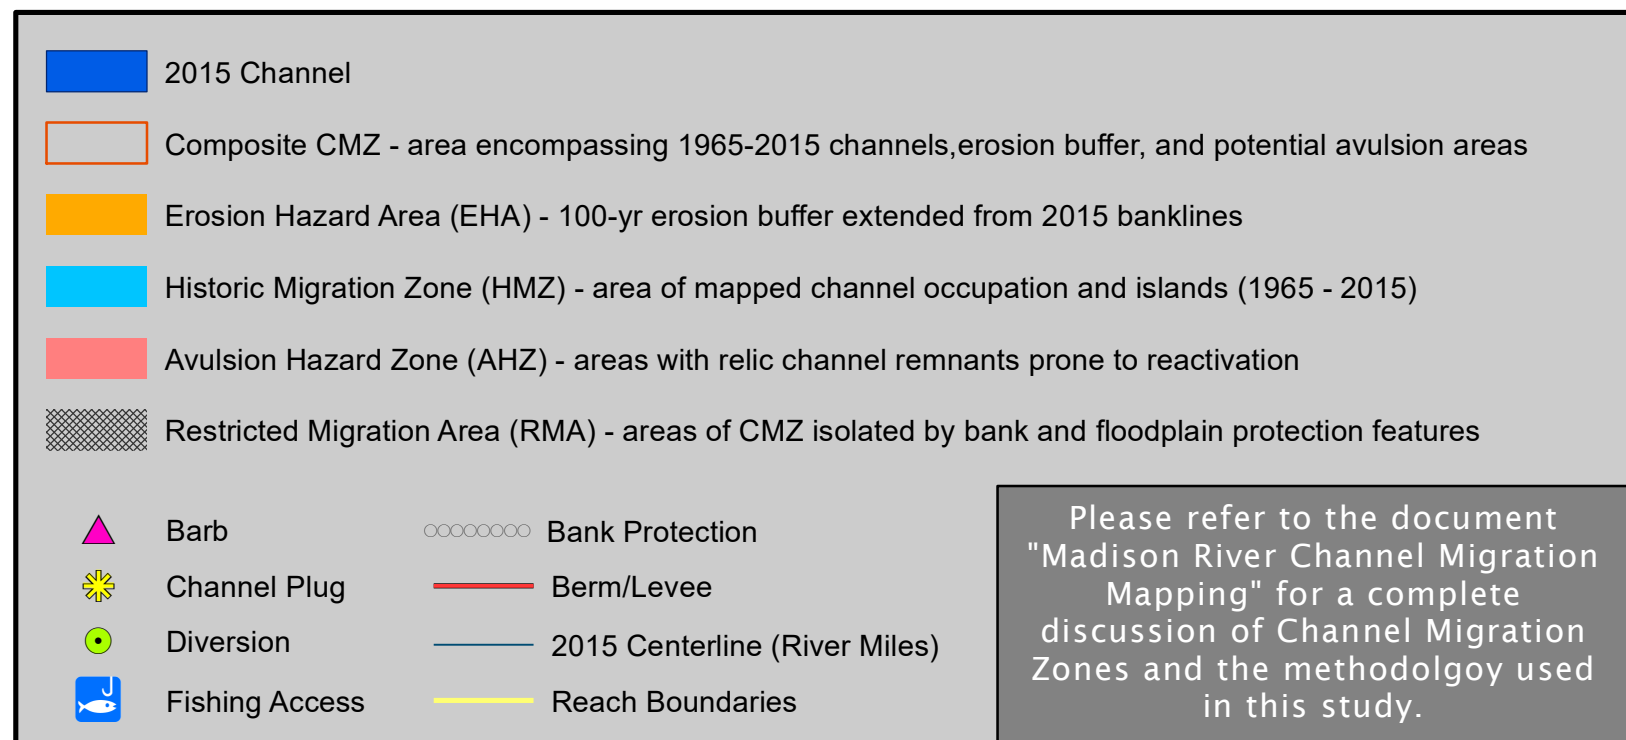 2015 Channel
Composite CMZ - area encompassing 1965-2015 channels,erosion buffer, and potential avulsion areas
Erosion Hazard Area (EHA) - 100-yr erosion buffer extended from 2015 banklines
Historic Migration Zone (HMZ) - area of mapped channel occupation and islands (1965 - 2015)
Avulsion Hazard Zone (AHZ) - areas with relic channel remnants prone to reactivation
Restricted Migration Area (RMA) - areas of CMZ isolated by bank and floodplain protection features
Barb
Channel Plug
Diversion
Fishing Access
Bank Protection
Berm/Levee
2015 Centerline (River Miles)
Reach Boundaries
Please refer to the document
"Madison River Channel Migration
Mapping" for a complete
discussion of Channel Migration
Zones and the methodolgoy used
in this study.